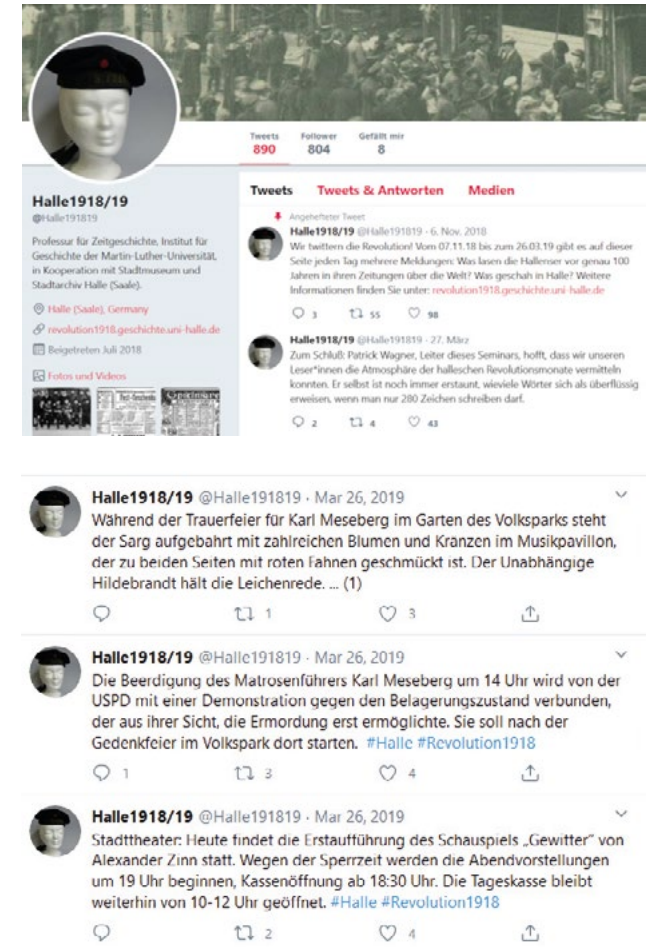 Tweets Follower Gefällt mir
890 804 8
Halle1918/19
@Halle191819
Professur für Zeitgeschichte, Institut für
Geschichte der Martin-Luther-Universität,
in Kooperation mit Stadtmuseum und
Stadtarchiv Halle (Saale).
Halle (Saale), Germany
revolution1918.geschichte.uni-halle.de
Beigetreten Juli 2018
Fotos und Videos
Tweets Tweets & Antworten Medien
Angehefteter Tweet
Halle1918/19 @Halle191819 · 6. Nov. 2018
Wir twittern die Revolution! Vom 07.11.18 bis zum 26.03.19 gibt es auf dieser
Seite jeden Tag mehrere Meldungen: Was lasen die Hallenser vor genau 100
Jahren in ihren Zeitungen über die Welt? Was geschah in Halle? Weitere
Informationen finden Sie unter: revolution1918.geschichte.uni-halle.de
3 55 98
Halle1918/19 @Halle191819 · 27. März
Zum Schluß: Patrick Wagner, Leiter dieses Seminars, hofft, dass wir unseren
Leser*innen die Atmosphäre der halleschen Revolutionsmonate vermitteln
konnten. Er selbst ist noch immer erstaunt, wieviele Wörter sich als überflüssig
erweisen, wenn man nur 280 Zeichen schreiben darf.
2 4 43
Halle1918/19 @Halle191819 · Mar 26, 2019
Während der Trauerfeier für Karl Meseberg im Garten des Volksparks steht
der Sarg aufgebahrt mit zahlreichen Blumen und Kränzen im Musikpavillon,
der zu beiden Seiten mit roten Fahnen geschmückt ist. Der Unabhängige
Hildebrandt hält die Leichenrede. ... (1)
1 3
Halle1918/19 @Halle191819 · Mar 26, 2019
Die Beerdigung des Matrosenführers Karl Meseberg um 14 Uhr wird von der
USPD mit einer Demonstration gegen den Belagerungszustand verbunden,
der aus ihrer Sicht, die Ermordung erst ermöglichte. Sie soll nach der
Gedenkfeier im Volkspark dort starten. #Halle #Revolution1918
1 3 4
Halle1918/19 @Halle191819 · Mar 26, 2019
Stadttheater: Heute findet die Erstaufführung des Schauspiels „Gewitter" von
Alexander Zinn statt. Wegen der Sperrzeit werden die Abendvorstellungen
um 19 Uhr beginnen, Kassenöffnung ab 18:30 Uhr. Die Tageskasse bleibt
weiterhin von 10-12 Uhr geöffnet. #Halle #Revolution1918
2 4